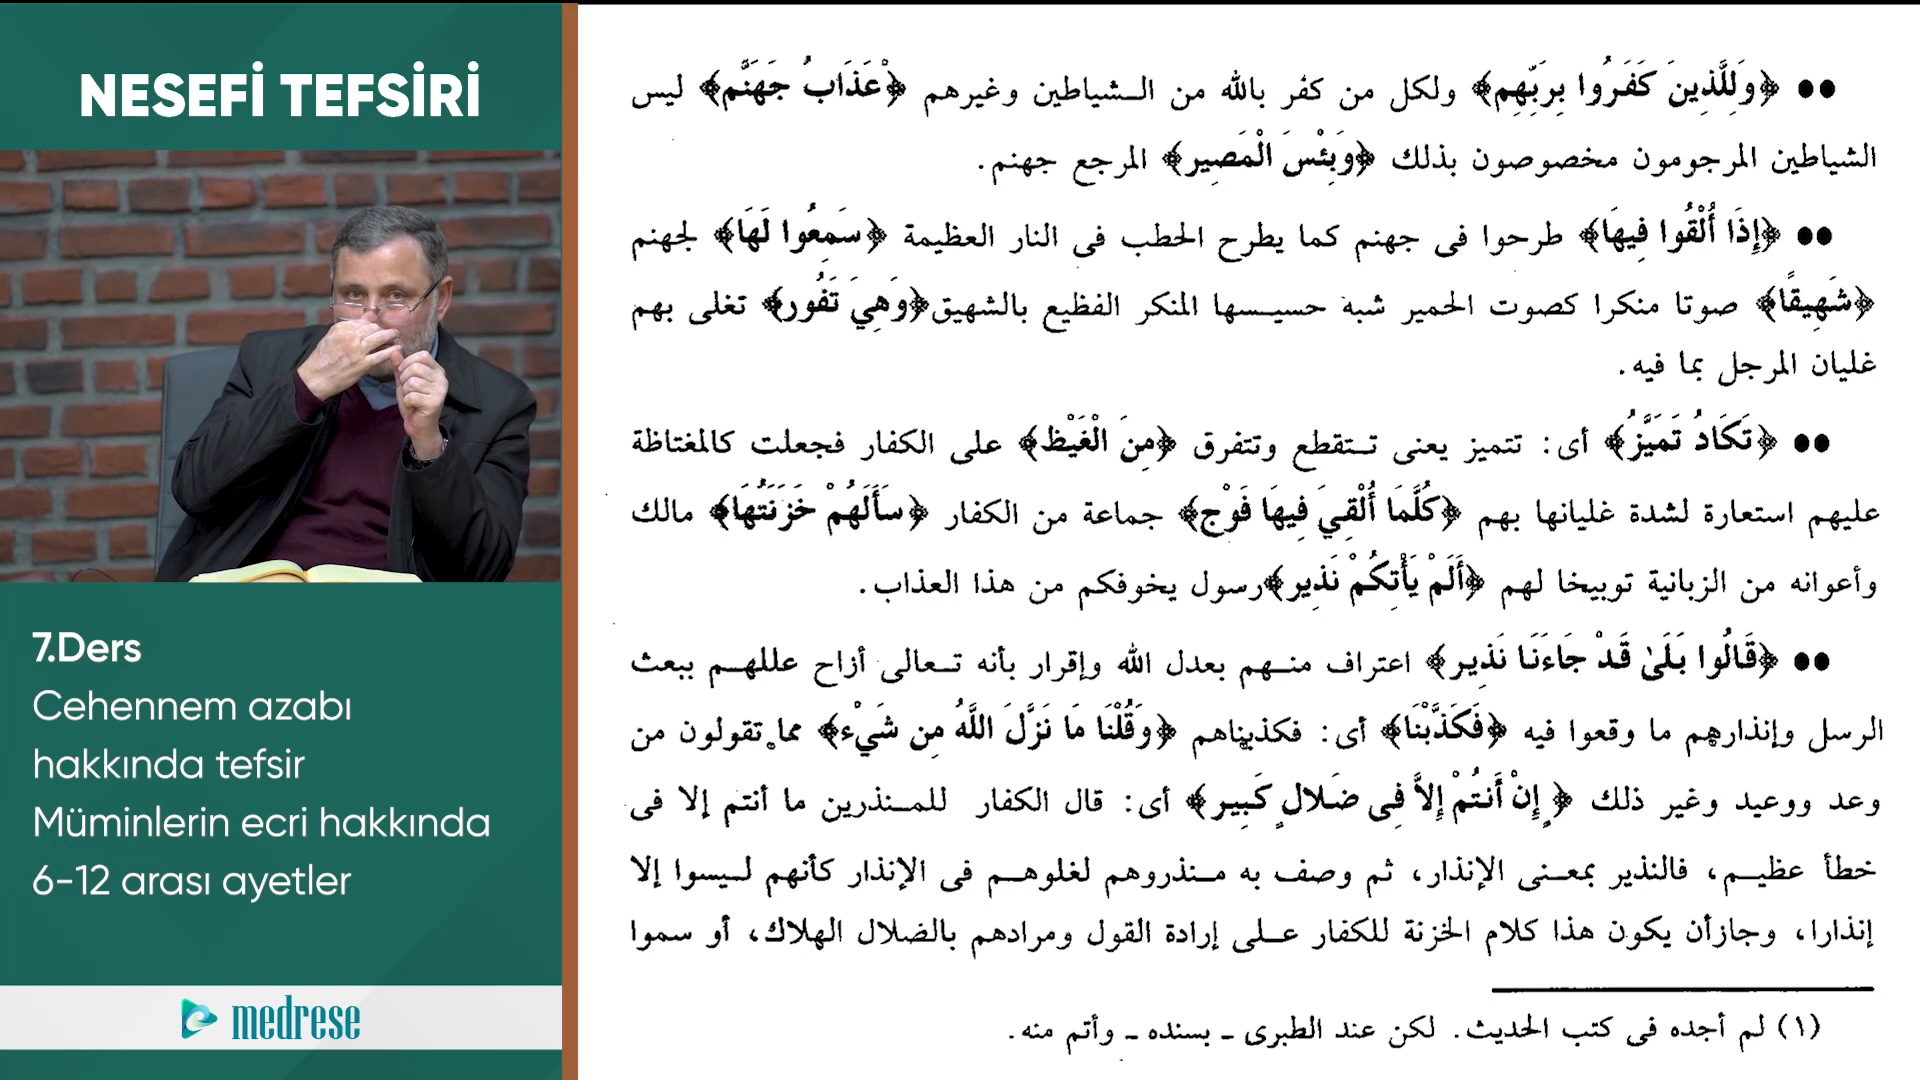 NESEFİ TEFSİRİ
7.Ders
Cehennem azabı
hakkında tefsir
Müminlerin ecri hakkında
6-12 arası ayetler
medrese
●● ﴿وَلِلَّذِينَ كَفَرُوا بِرَبِّهِم﴾ ولكل من كفر بالله من الشياطين وغيرهم ﴿عَذَابُ جَهَنَّم﴾ ليس
الشياطين المرجومون مخصوصون بذلك ﴿وَبِئْسَ الْمَصِير﴾ المرجع جهنم.
●● ﴿إِذَا أُلْقُوا فِيهَا﴾ طرحوا فى جهنم كما يطرح الحطب فى النار العظيمة ﴿سَمِعُوا لَهَا﴾ لجهنم
﴿شَهِيقًا﴾ صوتا منكرا كصوت الحمير شبه حسيسها المنكر الفظيع بالشهيق﴿وَهِيَ تَفُور﴾ تغلى بهم
غليان المرجل بما فيه.
●● ﴿تَكَادُ تَمَيَّزُ﴾ أى: تتميز يعنى تتقطع وتتفرق ﴿مِنَ الْغَيْظ﴾ على الكفار فجعلت كالمغتاظة
عليهم استعارة لشدة غليانها بهم ﴿كُلَّمَا أُلْقِيَ فِيهَا فَوْج﴾ جماعة من الكفار ﴿سَأَلَهُمْ خَزَنَتُهَا﴾ مالك
وأعوانه من الزبانية توبيخا لهم ﴿أَلَمْ يَأْتِكُمْ نَذِير﴾رسول يخوفكم من هذا العذاب.
●● ﴿قَالُوا بَلَىٰ قَدْ جَاءَنَا نَذِير﴾ اعتراف منهم بعدل الله وإقرار بأنه تعالى أزاح عللهم ببعث
الرسل وإنذارهم ما وقعوا فيه ﴿فَكَذَّبْنَا﴾ أى: فكذبناهم ﴿وَقُلْنَا مَا نَزَّلَ اللَّهُ مِن شَيْء﴾ مما تقولون من
وعد ووعيد وغير ذلك ﴿إِنْ أَنتُمْ إِلاَّ فِى ضَلالٍ كَبِير﴾ أى: قال الكفار للمنذرين ما أنتم إلا فى
خطأ عظيم، فالنذير بمعنى الإنذار، ثم وصف به منذروهم لغلوهم فى الإنذار كأنهم ليسوا إلا
إنذارا، وجازأن يكون هذا كلام الخزنة للكفار على إرادة القول ومرادهم بالضلال الهلاك، أو سموا
(١) لم أجده فى كتب الحديث. لكن عند الطبرى ـ بسنده ـ وأتم منه.